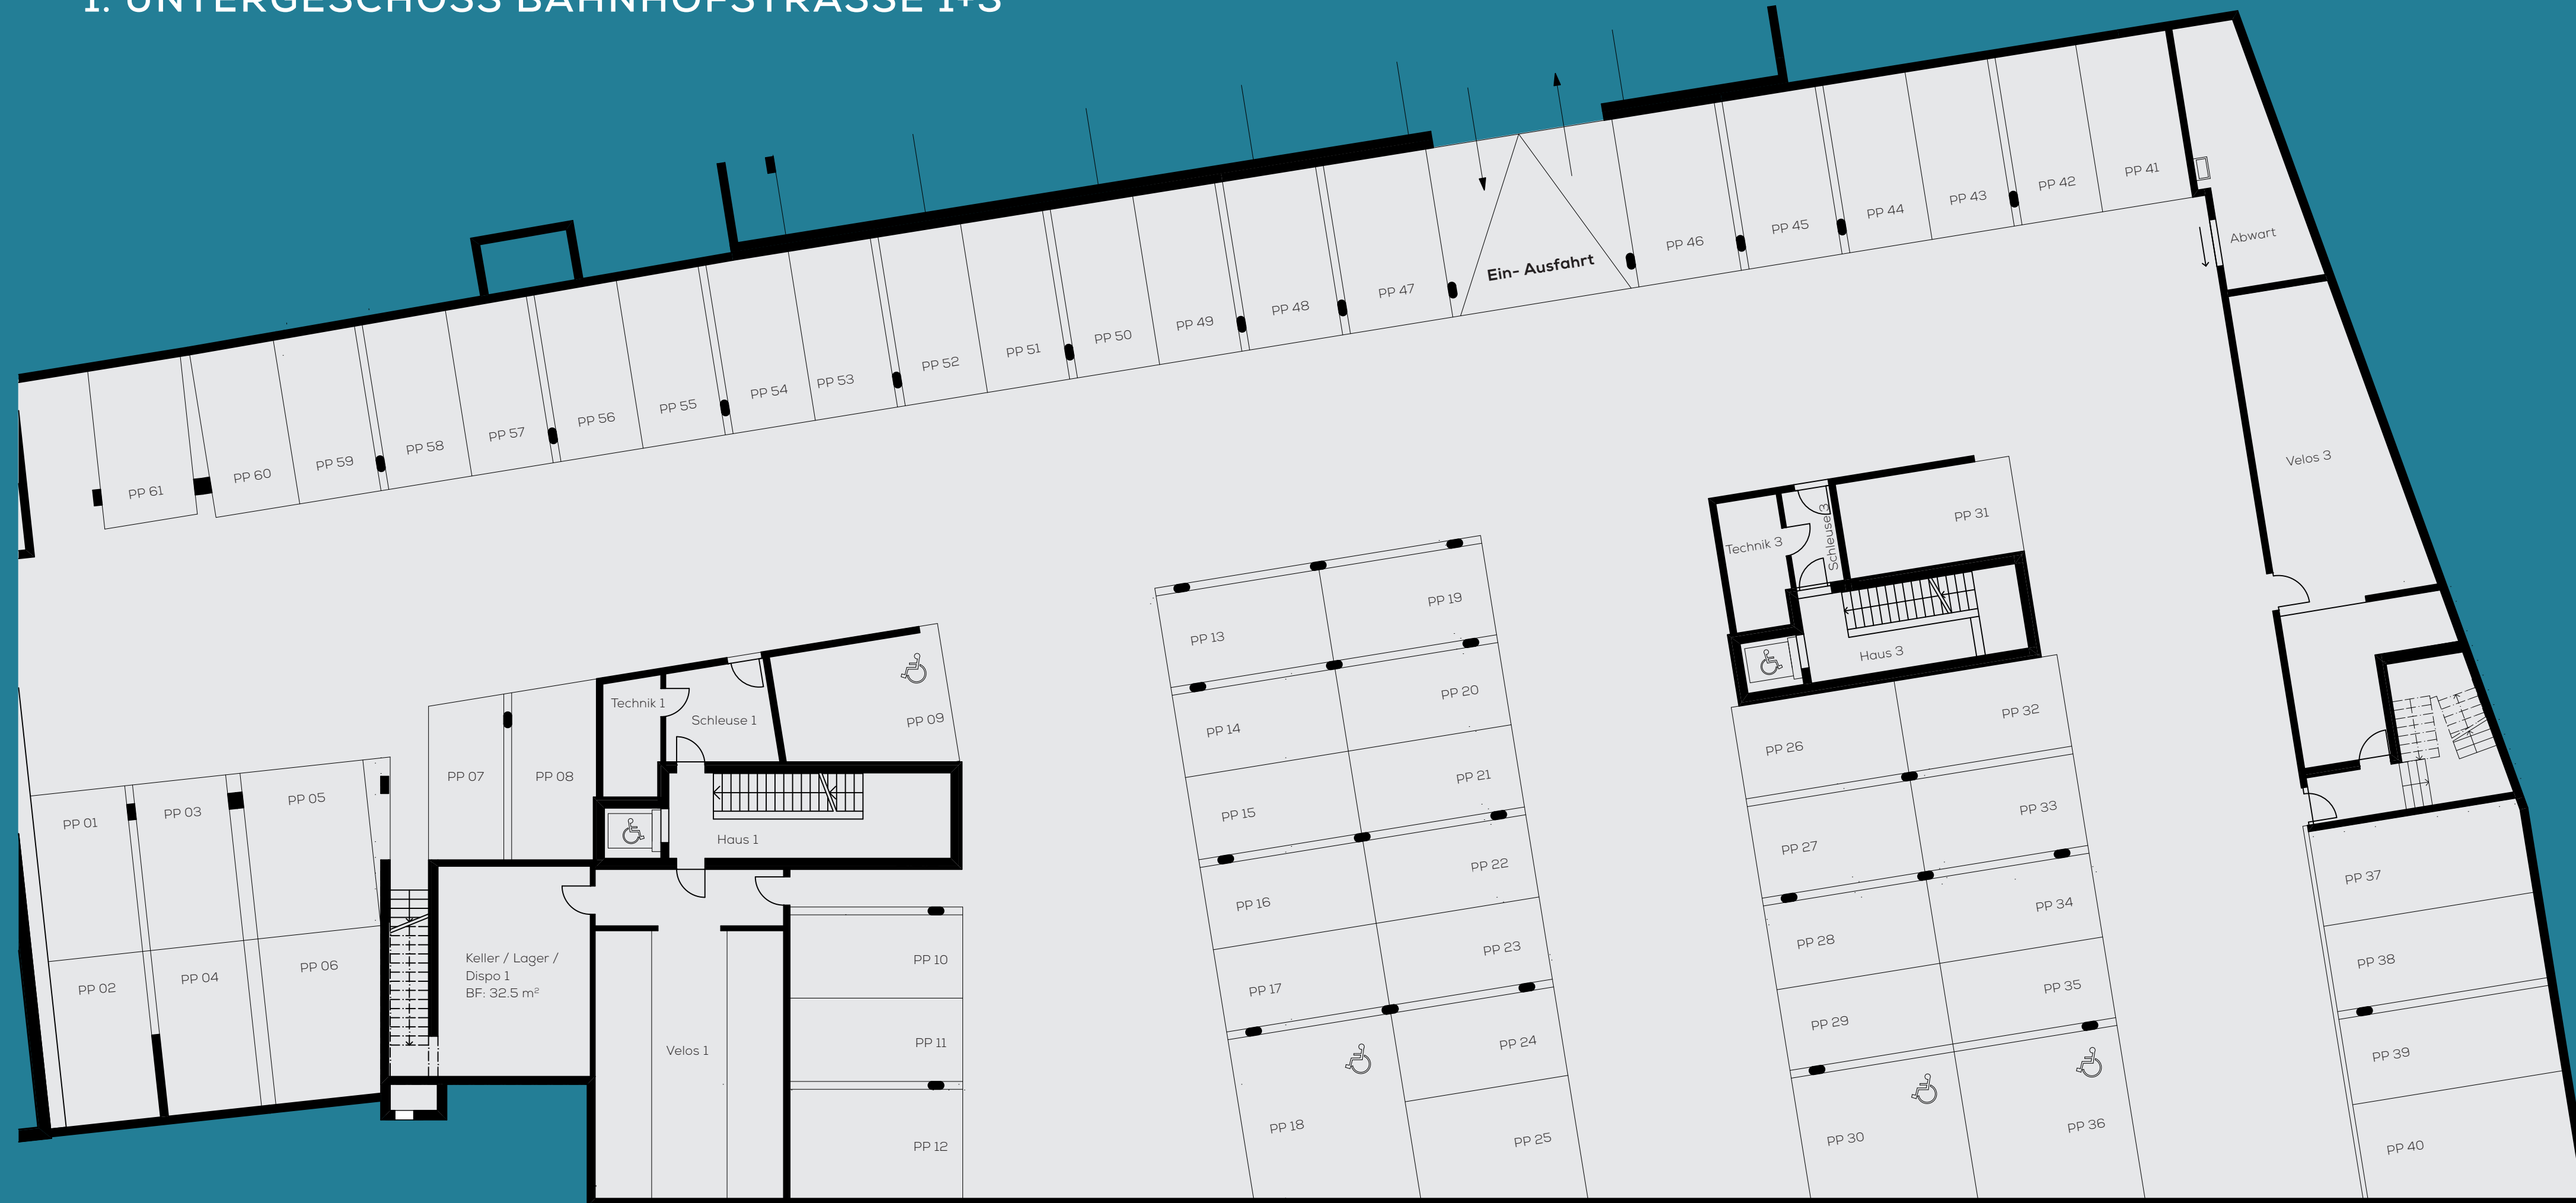 1. UNTERGESCHOSS BAHNHOFSTRASSE 1+3
PP 61
PP 60
PP 59
PP 58
PP 57
PP 56
PP 55
PP 54
PP 53
PP 52
PP 51
PP 50
PP 49
PP 48
PP 47
Ein- Ausfahrt
PP 46
PP 45
PP 44
PP 43
PP 42
PP 41
Abwart
Velos 3
PP 01
PP 03
PP 05
PP 02
PP 04
PP 06
PP 07
PP 08
Technik 1
Schleuse 1
PP 09
Haus 1
Keller / Lager /
Dispo 1
BF: 32.5 m²
Velos 1
PP 10
PP 11
PP 12
PP 13
PP 19
PP 14
PP 20
PP 15
PP 21
PP 16
PP 22
PP 17
PP 23
PP 18
PP 24
PP 25
Technik 3
Schleuse 3
PP 31
Haus 3
PP 26
PP 32
PP 27
PP 33
PP 28
PP 34
PP 29
PP 35
PP 30
PP 36
PP 37
PP 38
PP 39
PP 40